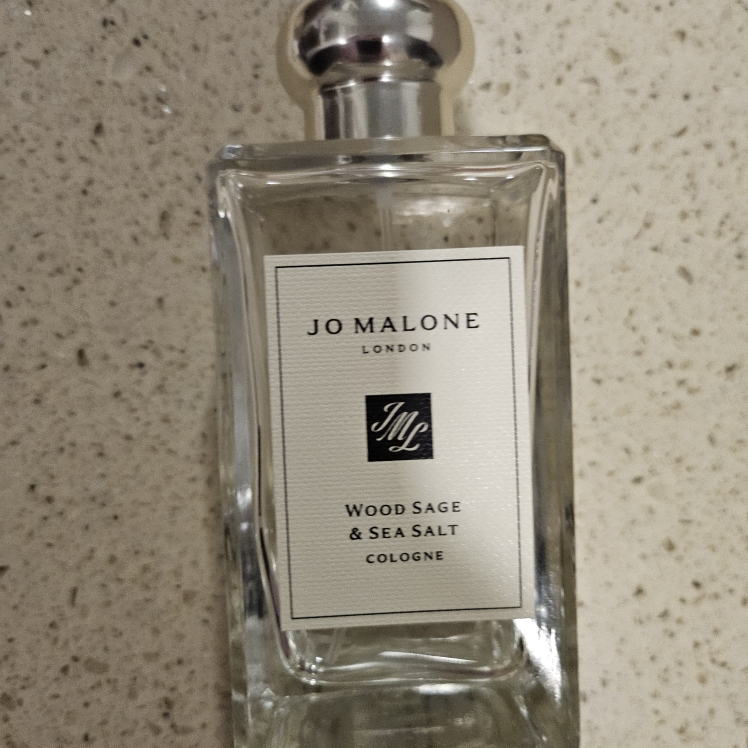 JO MALONE
LONDON
JML
WOOD SAGE
& SEA SALT
COLOGNE